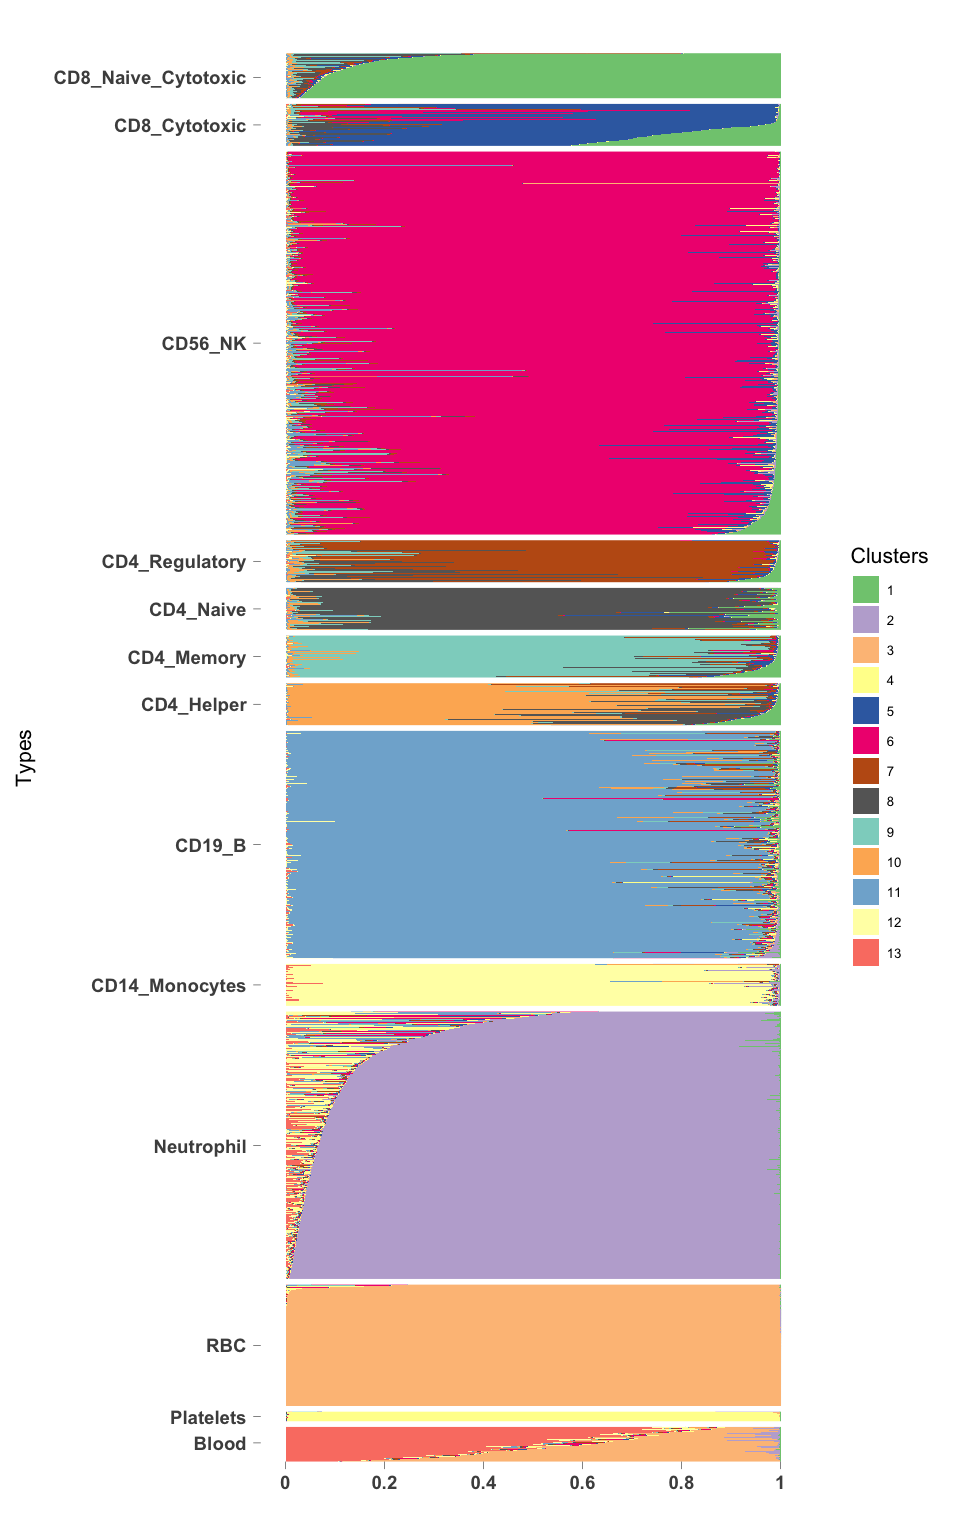 CD8_Naive_Cytotoxic
CD8_Cytotoxic
CD56_NK
CD4_Regulatory
CD4_Naive
CD4_Memory
CD4_Helper
CD19_B
CD14_Monocytes
Neutrophil
RBC
Platelets
Blood
Types
0 0.2 0.4 0.6 0.8 1
Clusters
1
2
3
4
5
6
7
8
9
10
11
12
13